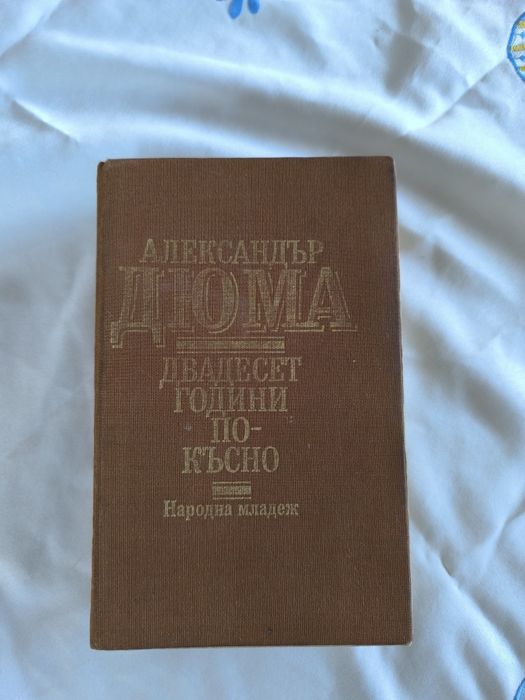 АЛЕКСАНДЪР
ДЮМА
ДВАДЕСЕТ
ГОДИНИ
ПО-
КЪСНО
Народна младеж